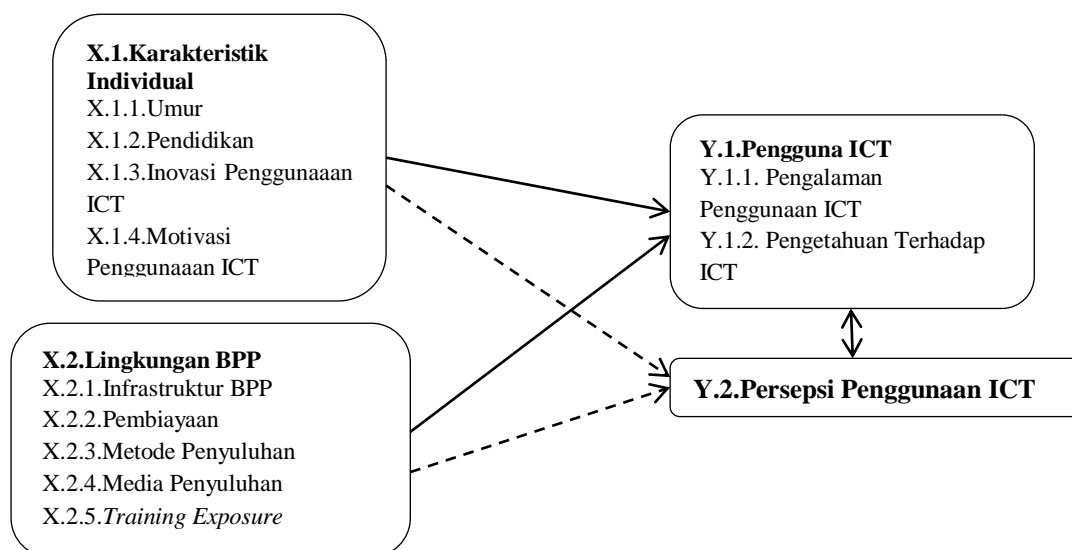 X.1.Karakteristik
Individual
X.1.1.Umur
X.1.2.Pendidikan
X.1.3.Inovasi Penggunaaan
ICT
X.1.4.Motivasi
Penggunaaan ICT
Y.1.Pengguna ICT
Y.1.1. Pengalaman
Penggunaan ICT
Y.1.2. Pengetahuan Terhadap
ICT
X.2.Lingkungan BPP
X.2.1.Infrastruktur BPP
X.2.2.Pembiayaan
X.2.3.Metode Penyuluhan
X.2.4.Media Penyuluhan
X.2.5.Training Exposure
Y.2.Persepsi Penggunaan ICT